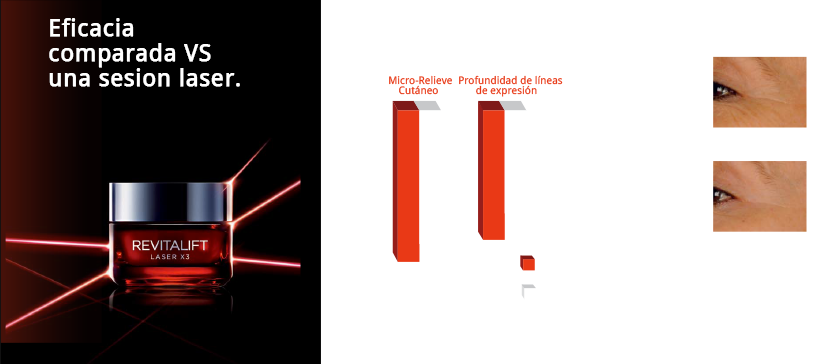 Eficacia
comparada VS
una sesion laser.
Micro-Relieve
Cutáneo
Profundidad de líneas
de expresión
REVITALIFT
LASER X3